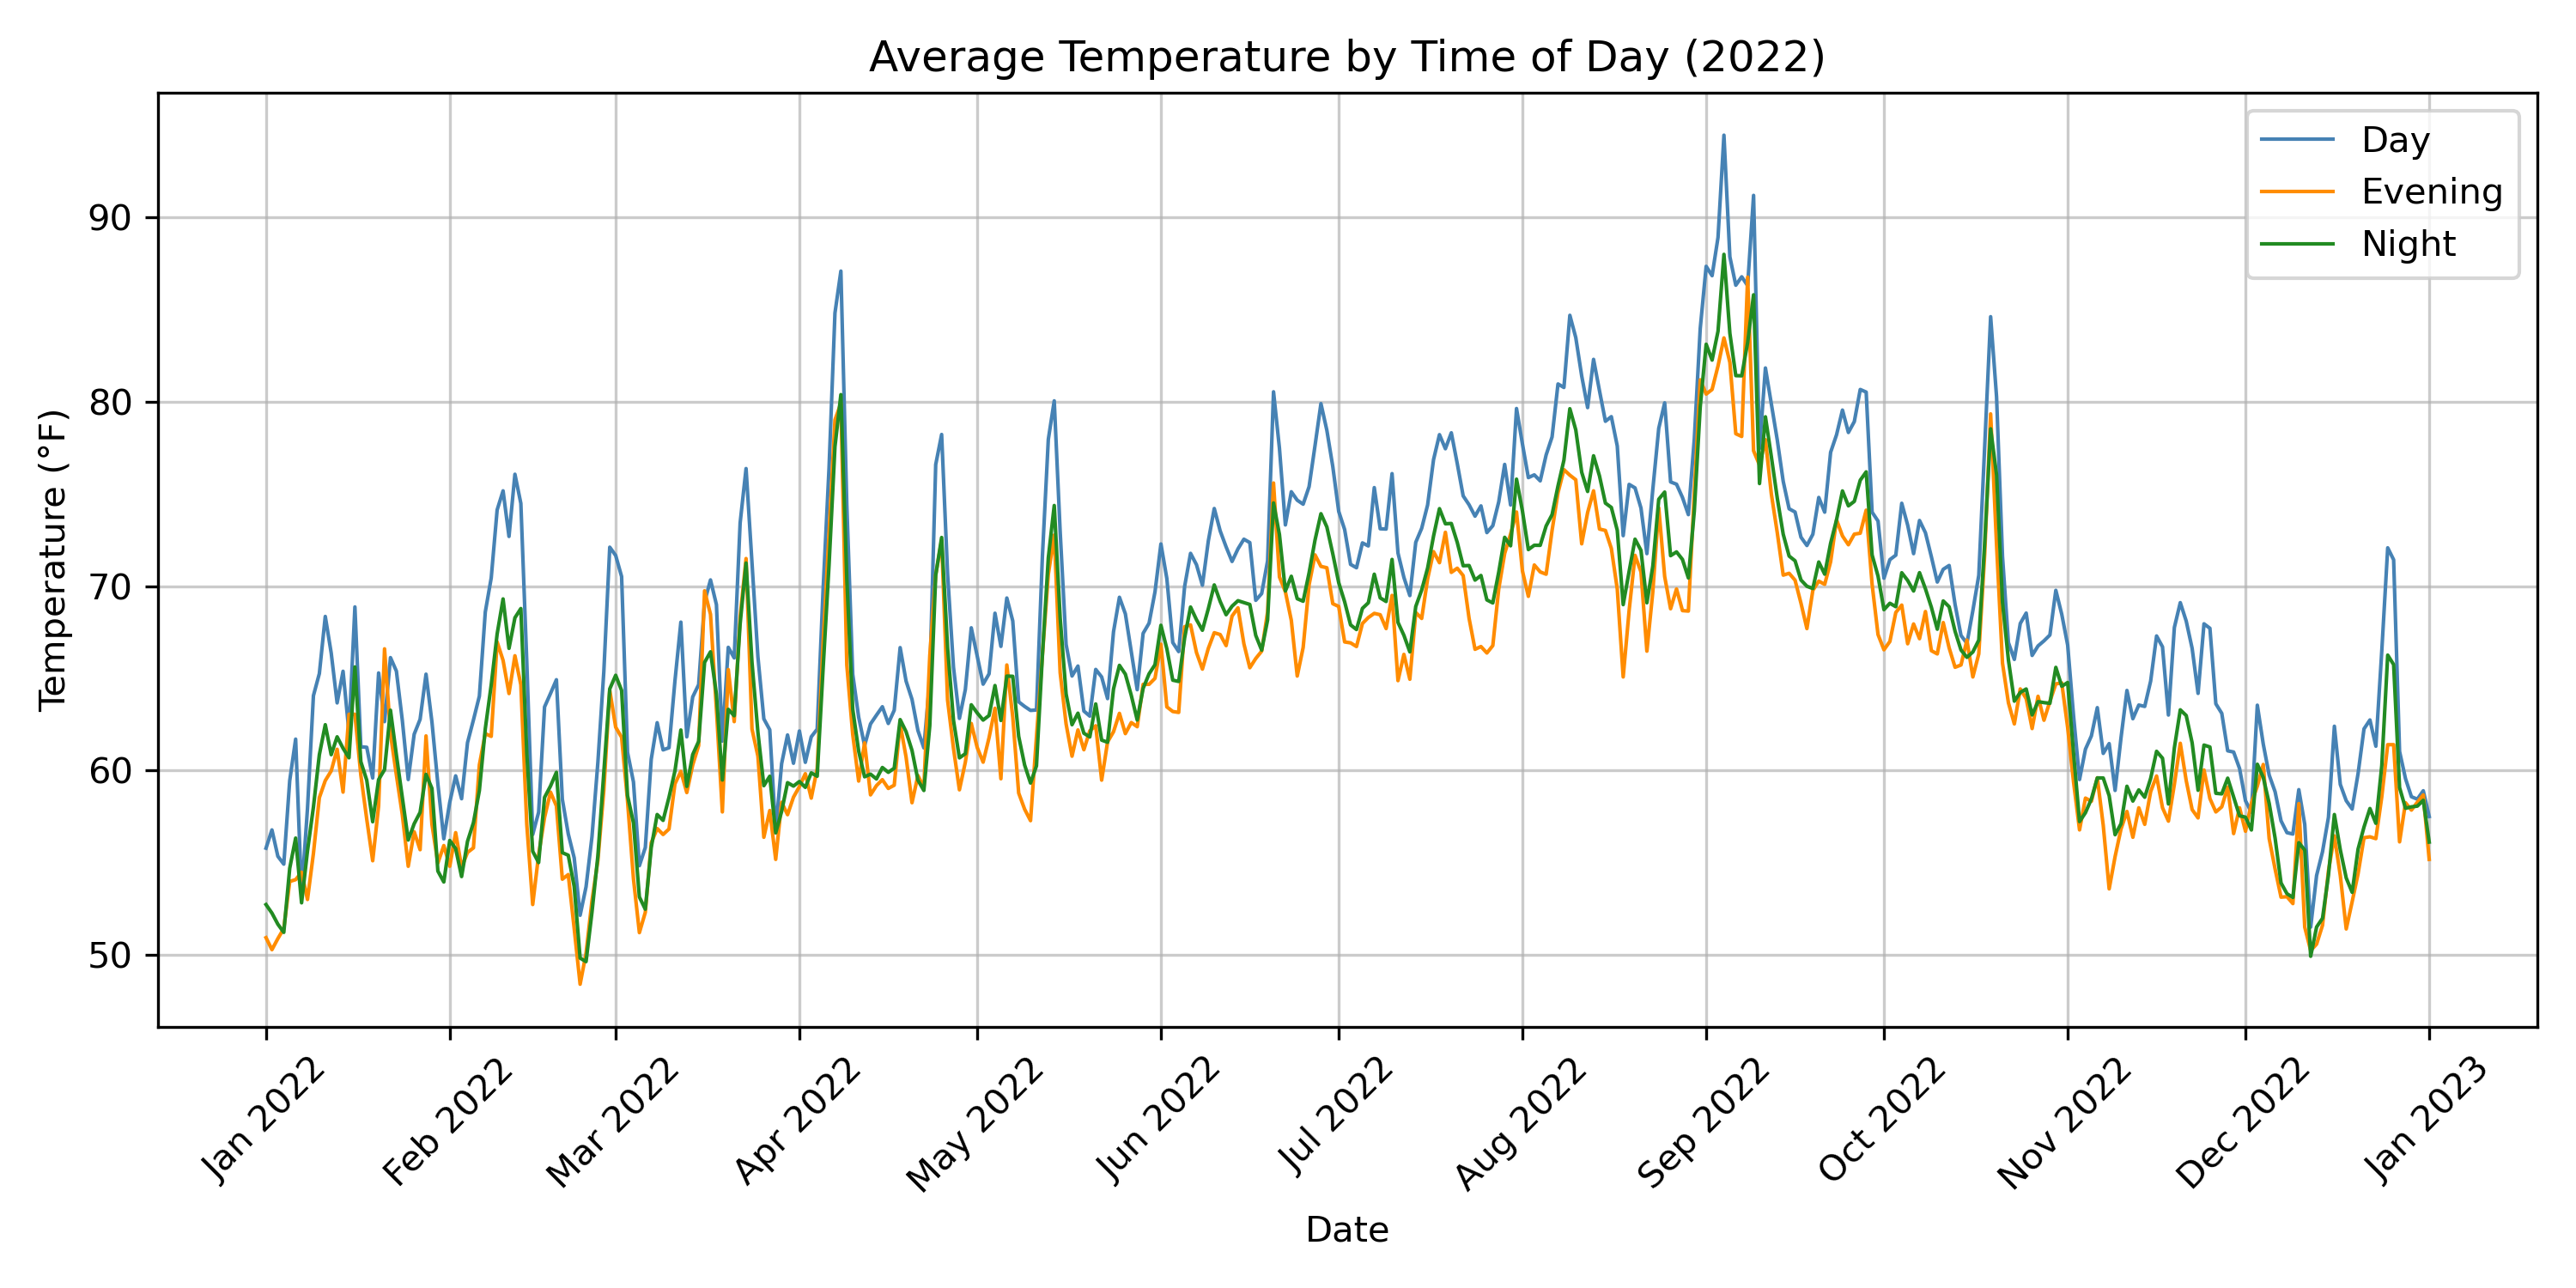 Average Temperature by Time of Day (2022)
Day
Evening
Night
Temperature (°F)
90
80
70
60
50
Jan 2022
Feb 2022
Mar 2022
Apr 2022
May 2022
Jun 2022
Jul 2022
Aug 2022
Sep 2022
Oct 2022
Nov 2022
Dec 2022
Jan 2023
Date